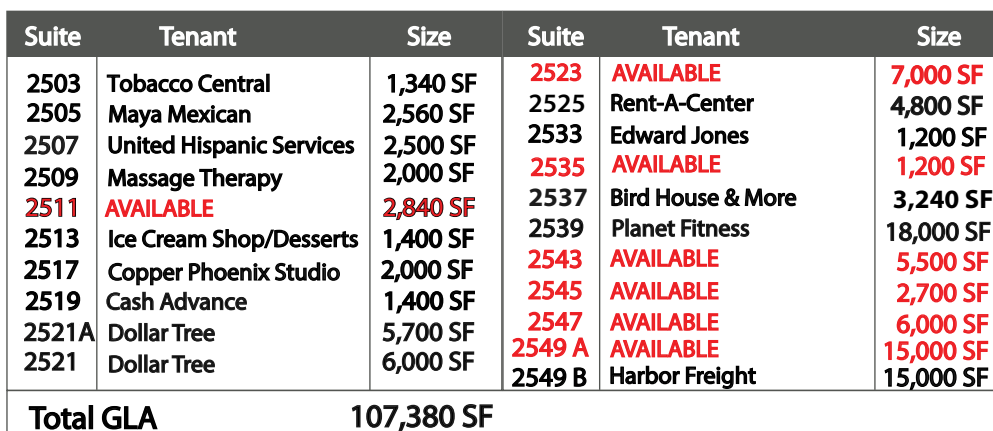 Suite Tenant Size
2503 Tobacco Central 1,340 SF
2505 Maya Mexican 2,560 SF
2507 United Hispanic Services 2,500 SF
2509 Massage Therapy 2,000 SF
2511 AVAILABLE 2,840 SF
2513 Ice Cream Shop/Desserts 1,400 SF
2517 Copper Phoenix Studio 2,000 SF
2519 Cash Advance 1,400 SF
2521A Dollar Tree 5,700 SF
2521 Dollar Tree 6,000 SF
Suite Tenant Size
2523 AVAILABLE 7,000 SF
2525 Rent-A-Center 4,800 SF
2533 Edward Jones 1,200 SF
2535 AVAILABLE 1,200 SF
2537 Bird House & More 3,240 SF
2539 Planet Fitness 18,000 SF
2543 AVAILABLE 5,500 SF
2545 AVAILABLE 2,700 SF
2547 AVAILABLE 6,000 SF
2549 A AVAILABLE 15,000 SF
2549 B Harbor Freight 15,000 SF
Total GLA 107,380 SF